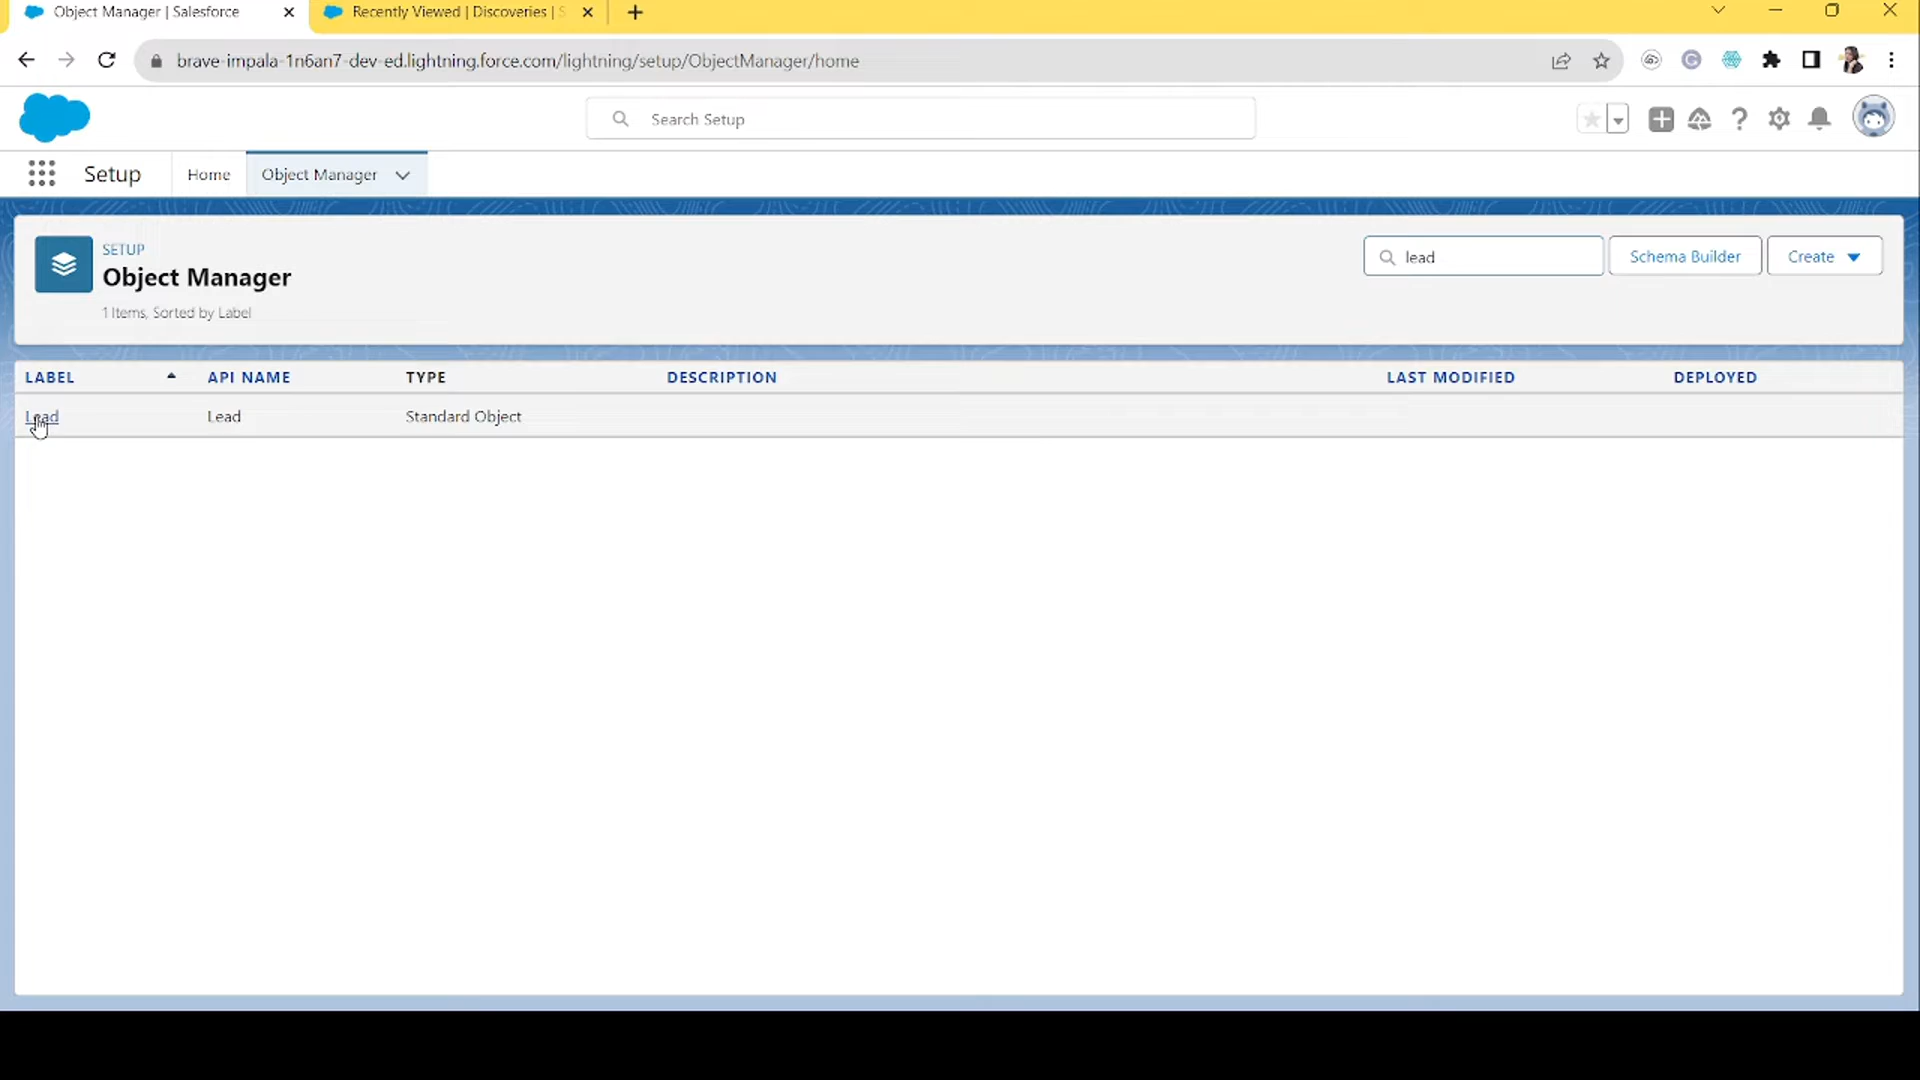 Object Manager | Salesforce
Recently Viewed | Discoveries | S
brave-impala-1n6an7-dev-ed.lightning.force.com/lightning/setup/ObjectManager/home
Search Setup
Setup
Home
Object Manager
SETUP
Object Manager
1 Items, Sorted by Label
lead
Schema Builder
Create
LABEL
API NAME
TYPE
DESCRIPTION
LAST MODIFIED
DEPLOYED
Lead
Lead
Standard Object